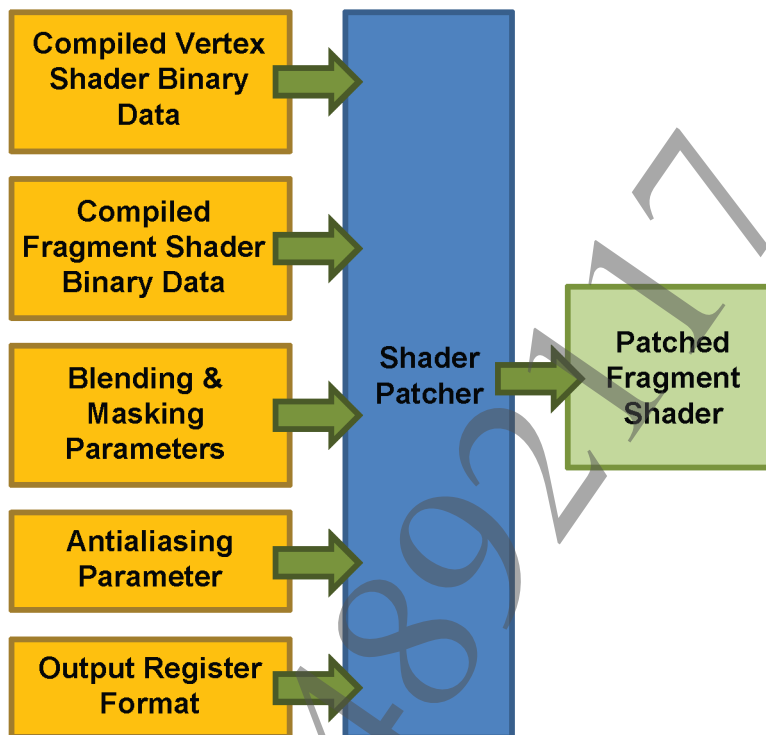 Compiled Vertex
Shader Binary
Data
Compiled
Fragment Shader
Binary Data
Blending &
Masking
Parameters
Antialiasing
Parameter
Output Register
Format
Shader
Patcher
Patched
Fragment
Shader
4892117